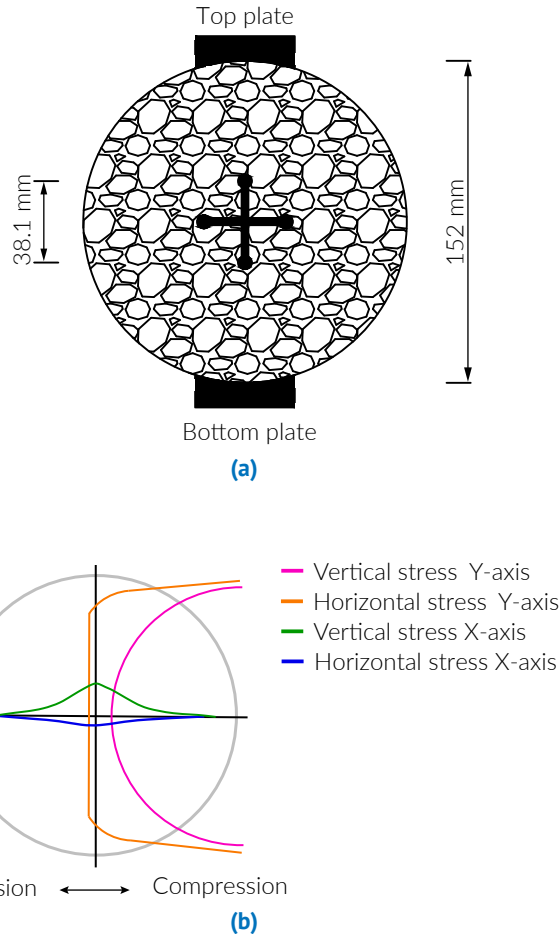 Top plate
38.1 mm
152 mm
Bottom plate
(a)
Vertical stress Y-axis
Horizontal stress Y-axis
Vertical stress X-axis
Horizontal stress X-axis
sion Compression
(b)